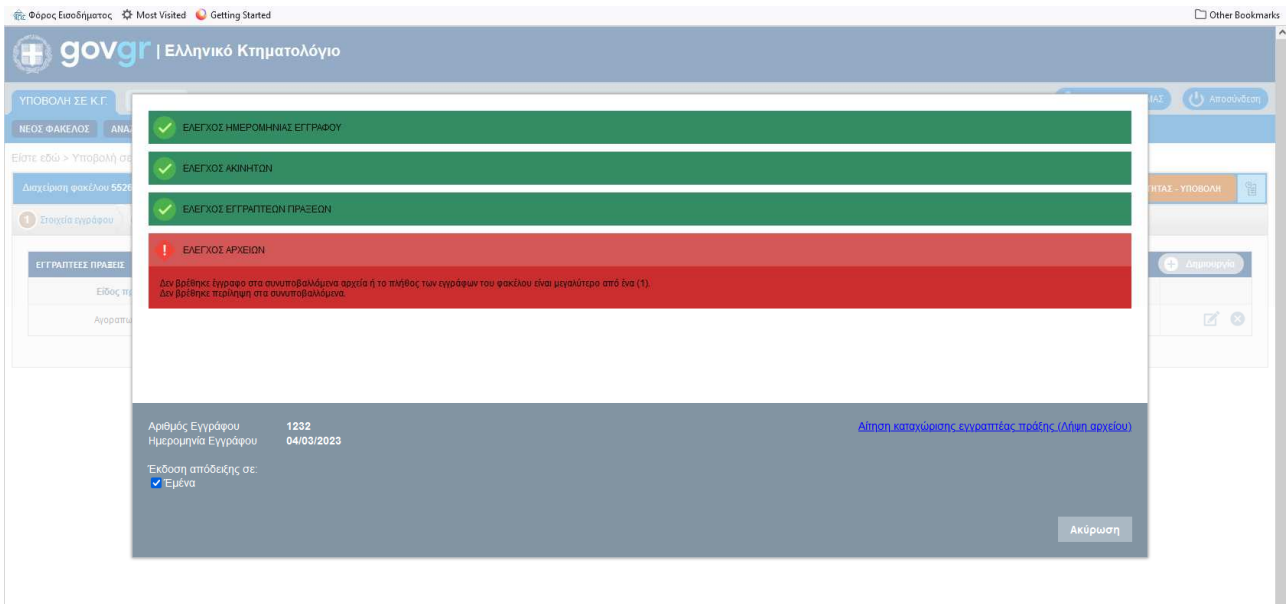 Φόρος Εισοδήματος Most Visited Getting Started Other Bookmarks
govgr | Ελληνικό Κτηματολόγιο
ΥΠΟΒΟΛΗ ΣΕ Κ.Γ. Αποσύνδεση
ΝΕΟΣ ΦΑΚΕΛΟΣ
Είστε εδώ > Υποβολή σε
Διαχείριση φακέλου 5526 - ΥΠΟΒΟΛΗ
1 Στοιχεία εγγράφου
ΕΓΓΡΑΠΤΕΕΣ ΠΡΑΞΕΙΣ Δημιουργία
Είδος
ΕΛΕΓΧΟΣ ΗΜΕΡΟΜΗΝΙΑΣ ΕΓΓΡΑΦΟΥ
ΕΛΕΓΧΟΣ ΑΚΙΝΗΤΩΝ
ΕΛΕΓΧΟΣ ΕΓΓΡΑΠΤΕΩΝ ΠΡΑΞΕΩΝ
ΕΛΕΓΧΟΣ ΑΡΧΕΙΩΝ
Δεν βρέθηκε έγγραφο στα συνυποβαλλόμενα αρχεία ή το πλήθος των εγγράφων του φακέλου είναι μεγαλύτερο από ένα (1).
Δεν βρέθηκε περίληψη στα συνυποβαλλόμενα.
Αριθμός Εγγράφου 1232 Αίτηση καταχώρισης εγγραπτέας πράξης (Λήψη αρχείου)
Ημερομηνία Εγγράφου 04/03/2023
Έκδοση απόδειξης σε:
Έμένα
Ακύρωση